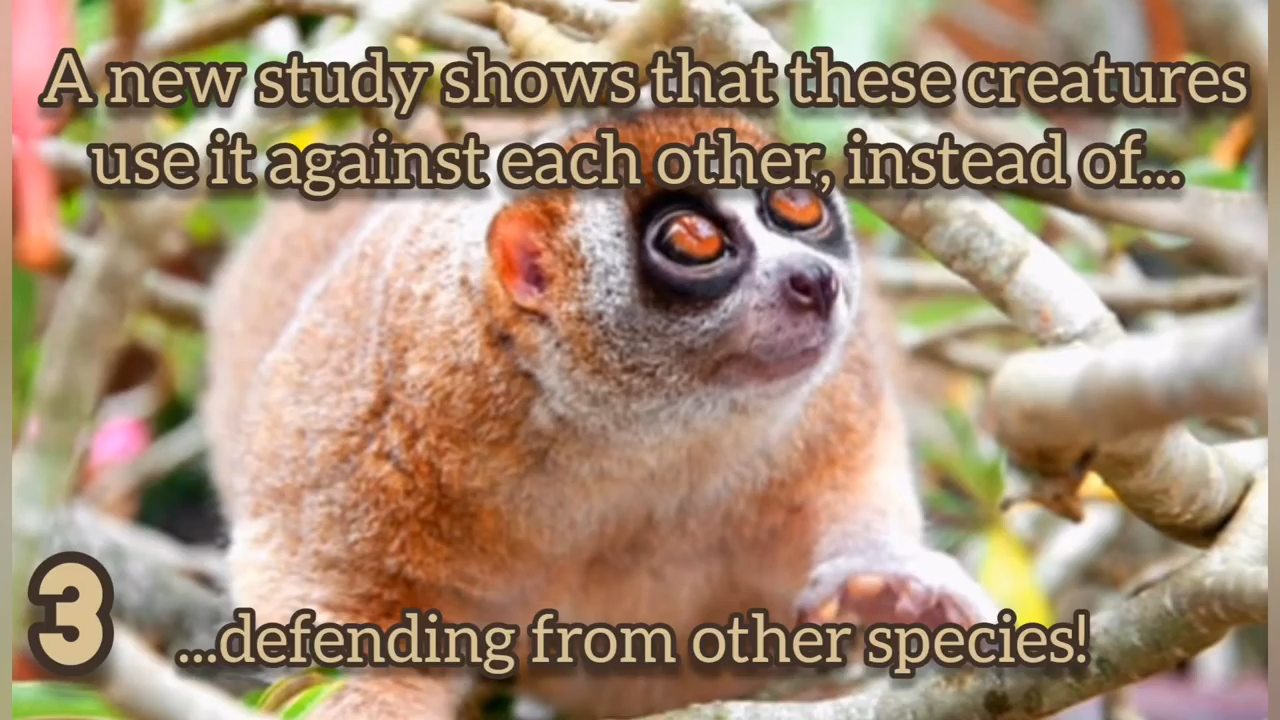 A new study shows that these creatures
use it against each other, instead of...
3
...defending from other species!